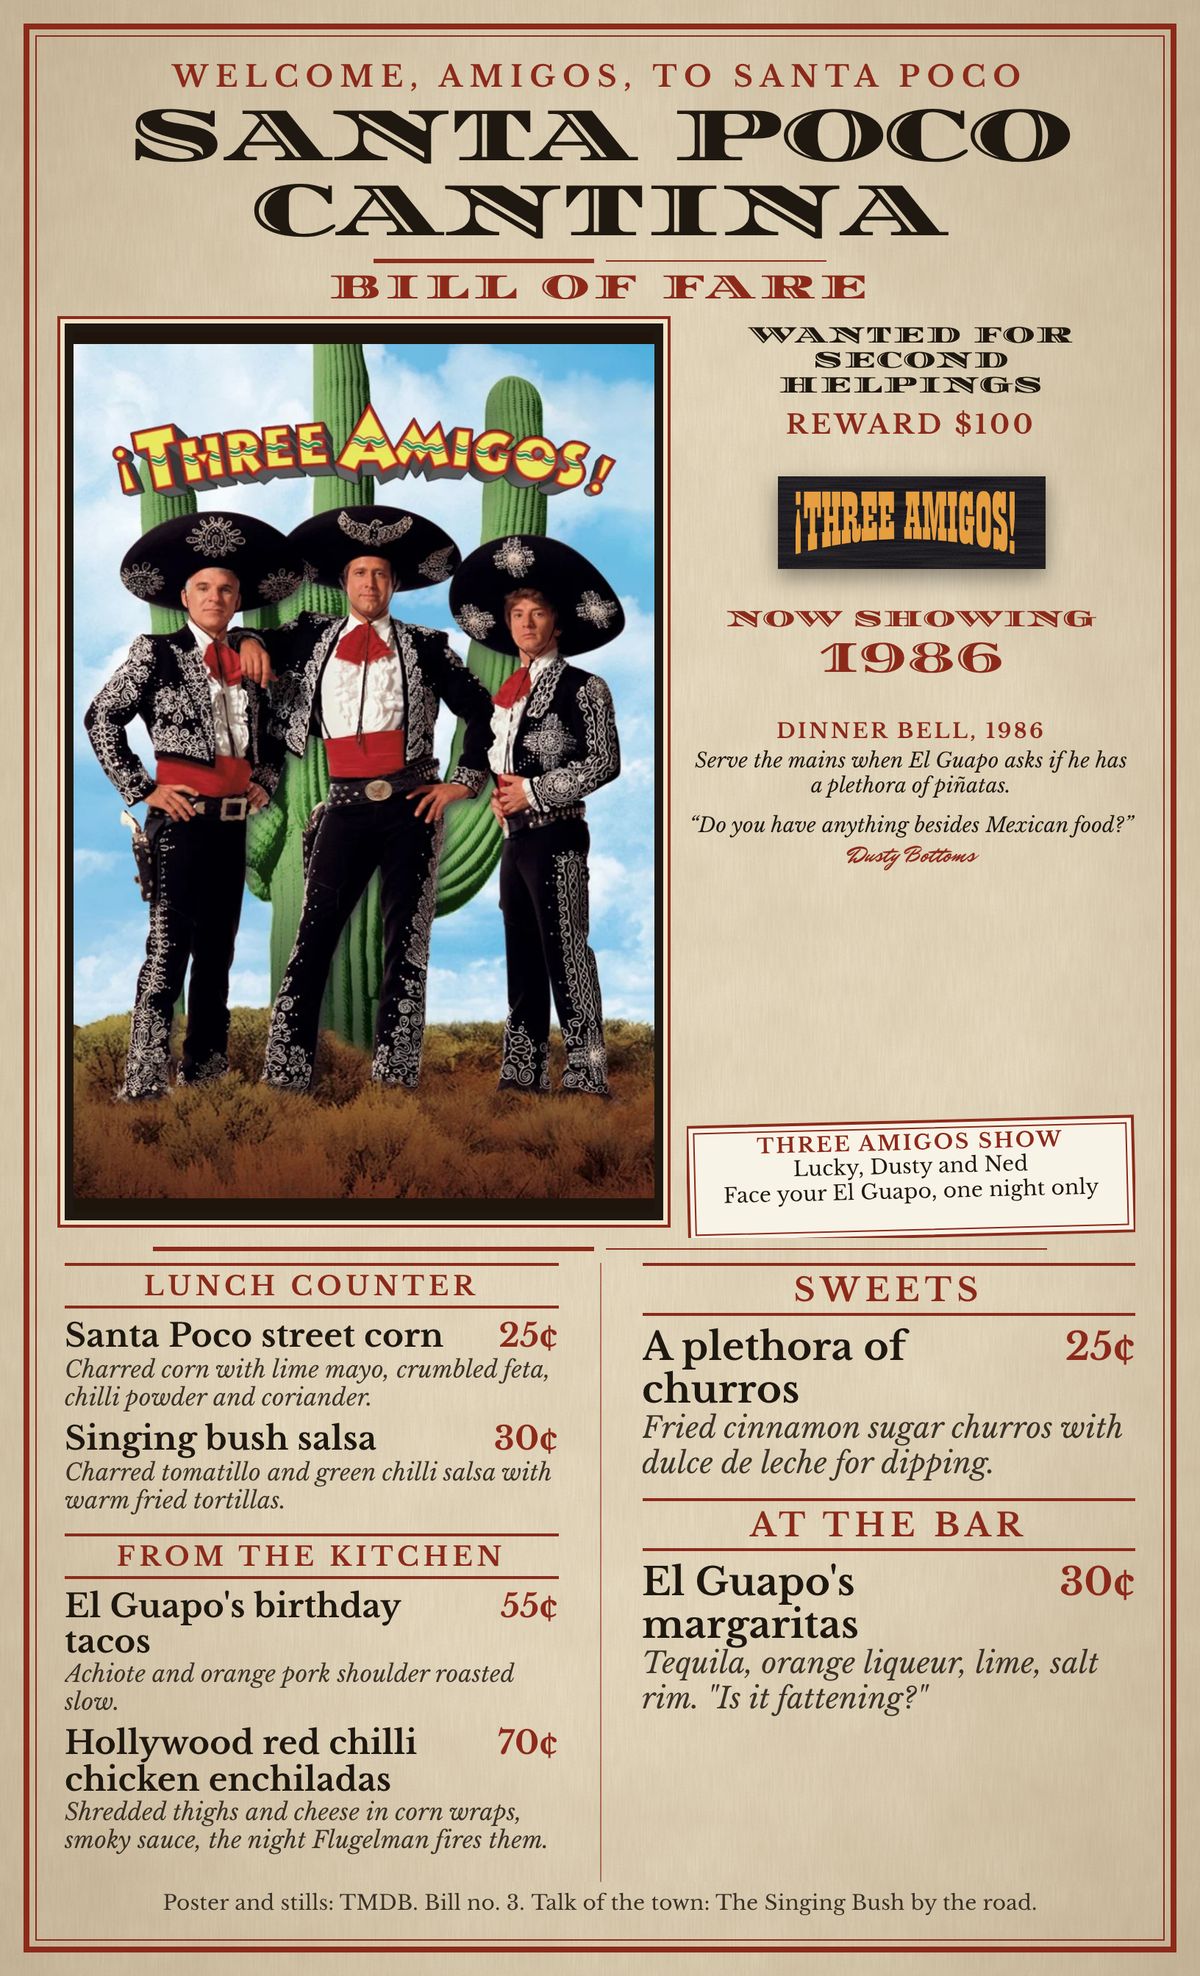 WELCOME, AMIGOS, TO SANTA POCO
SANTA POCO
CANTINA
BILL OF FARE
¡THREE AMIGOS!
WANTED FOR
SECOND
HELPINGS
REWARD $100
¡THREE AMIGOS!
NOW SHOWING
1986
DINNER BELL, 1986
Serve the mains when El Guapo asks if he has
a plethora of piñatas.
“Do you have anything besides Mexican food?”
Dusty Bottoms
THREE AMIGOS SHOW
Lucky, Dusty and Ned
Face your El Guapo, one night only
LUNCH COUNTER
Santa Poco street corn 25¢
Charred corn with lime mayo, crumbled feta,
chilli powder and coriander.
Singing bush salsa 30¢
Charred tomatillo and green chilli salsa with
warm fried tortillas.
FROM THE KITCHEN
El Guapo's birthday 55¢
tacos
Achiote and orange pork shoulder roasted
slow.
Hollywood red chilli 70¢
chicken enchiladas
Shredded thighs and cheese in corn wraps,
smoky sauce, the night Flugelman fires them.
SWEETS
A plethora of 25¢
churros
Fried cinnamon sugar churros with
dulce de leche for dipping.
AT THE BAR
El Guapo's 30¢
margaritas
Tequila, orange liqueur, lime, salt
rim. "Is it fattening?"
Poster and stills: TMDB. Bill no. 3. Talk of the town: The Singing Bush by the road.